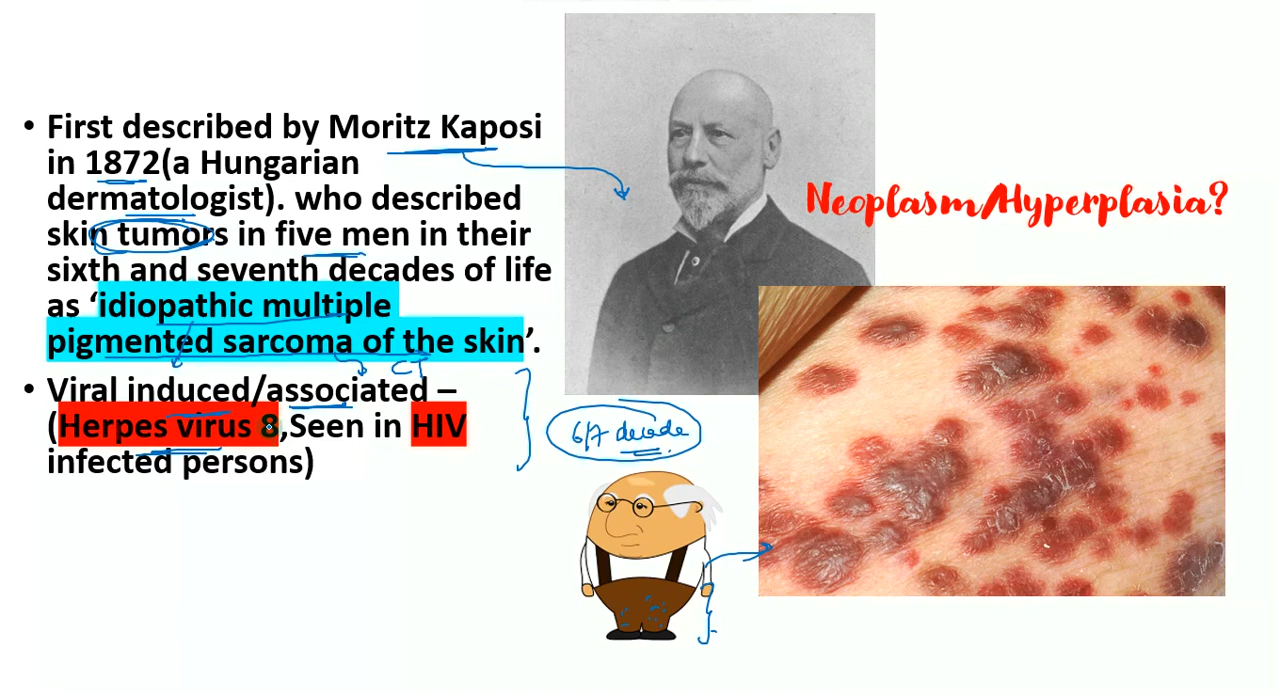 • First described by Moritz Kaposi
in 1872(a Hungarian
dermatologist). who described
skin tumors in five men in their
sixth and seventh decades of life
as ‘idiopathic multiple
pigmented sarcoma of the skin’.
CT
• Viral induced/associated –
(Herpes virus 8,Seen in HIV
infected persons)
Neoplasm/Hyperplasia?
6/7 decade